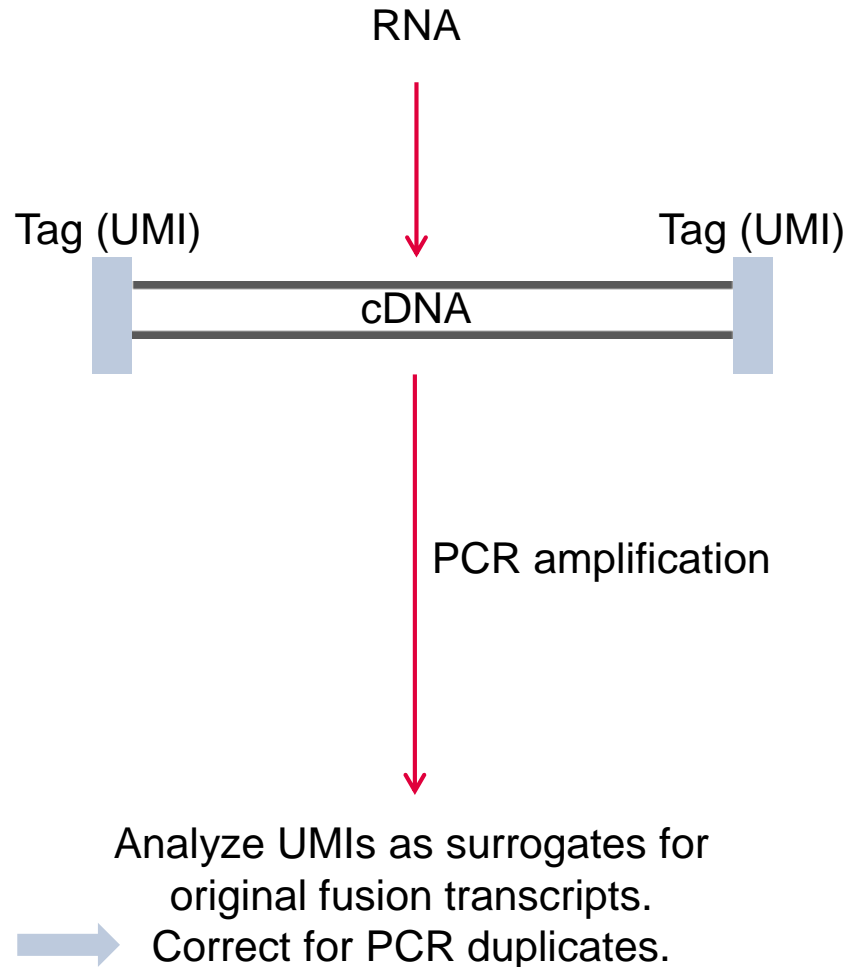 RNA
Tag (UMI) Tag (UMI)
cDNA
PCR amplification
Analyze UMIs as surrogates for
original fusion transcripts.
Correct for PCR duplicates.